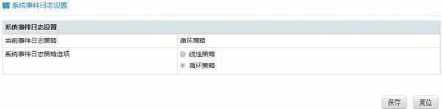 系统事件日志设置
系统事件日志设置
当前事件日志策略 循环策略
系统事件日志策略选项 线性策略
循环策略
保存 复位